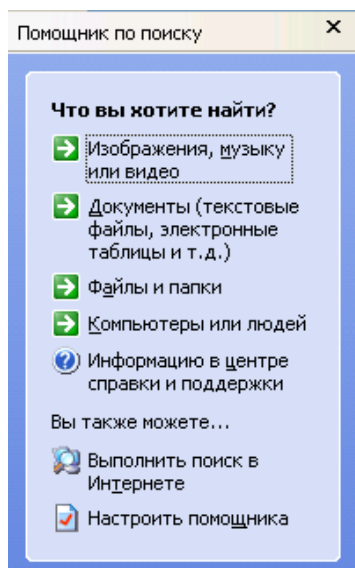 Помощник по поиску
Что вы хотите найти?
Изображения, музыку
или видео
Документы (текстовые
файлы, электронные
таблицы и т.д.)
Файлы и папки
Компьютеры или людей
Информацию в центре
справки и поддержки
Вы также можете...
Выполнить поиск в
Интернете
Настроить помощника